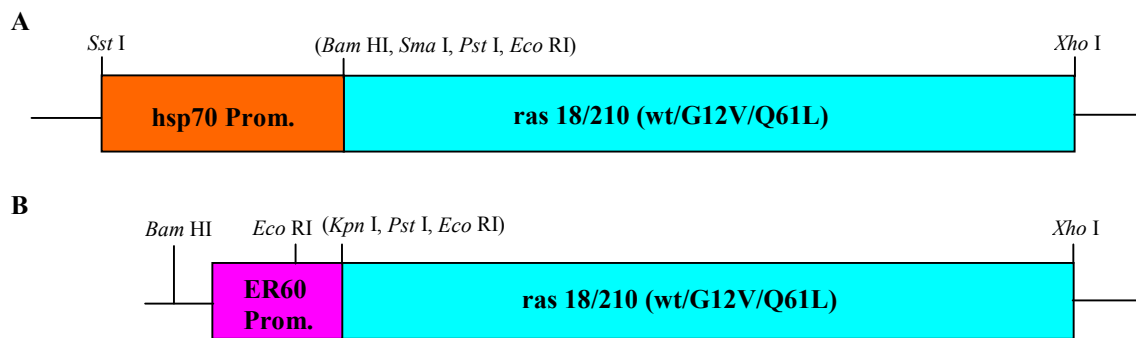 A
Sst I (Bam HI, Sma I, Pst I, Eco RI) Xho I
hsp70 Prom. ras 18/210 (wt/G12V/Q61L)
B
Bam HI Eco RI (Kpn I, Pst I, Eco RI) Xho I
ER60
Prom.
ras 18/210 (wt/G12V/Q61L)